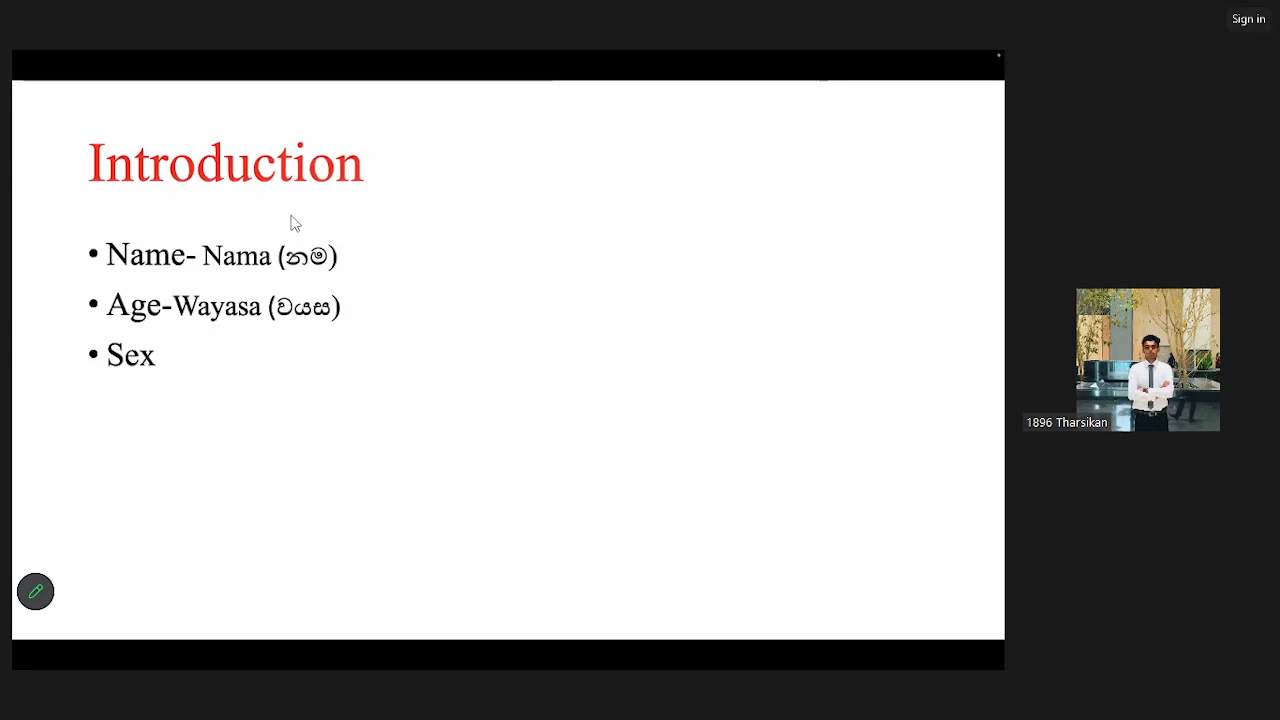 Sign in
Introduction
• Name- Nama (නම)
• Age-Wayasa (වයස)
• Sex
1896 Tharsikan